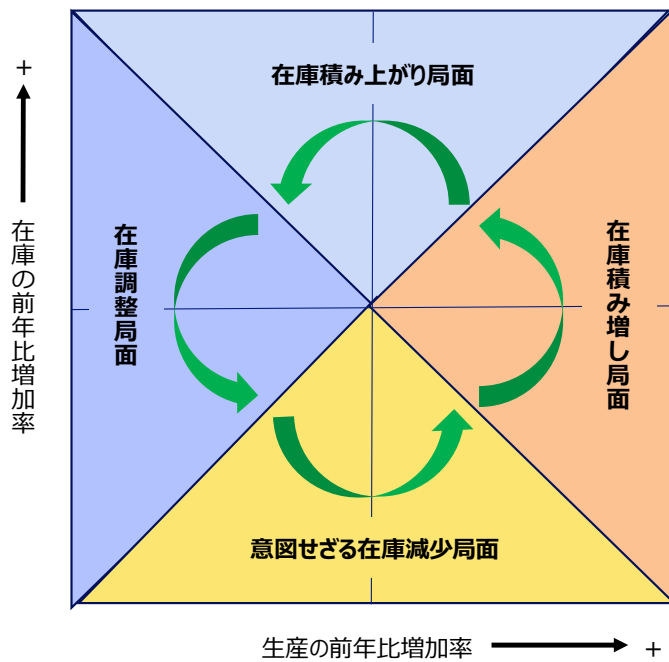 在庫積み上がり局面
+
在庫の前年比増加率
在庫調整局面
在庫積み増し局面
意図せざる在庫減少局面
生産の前年比増加率
+